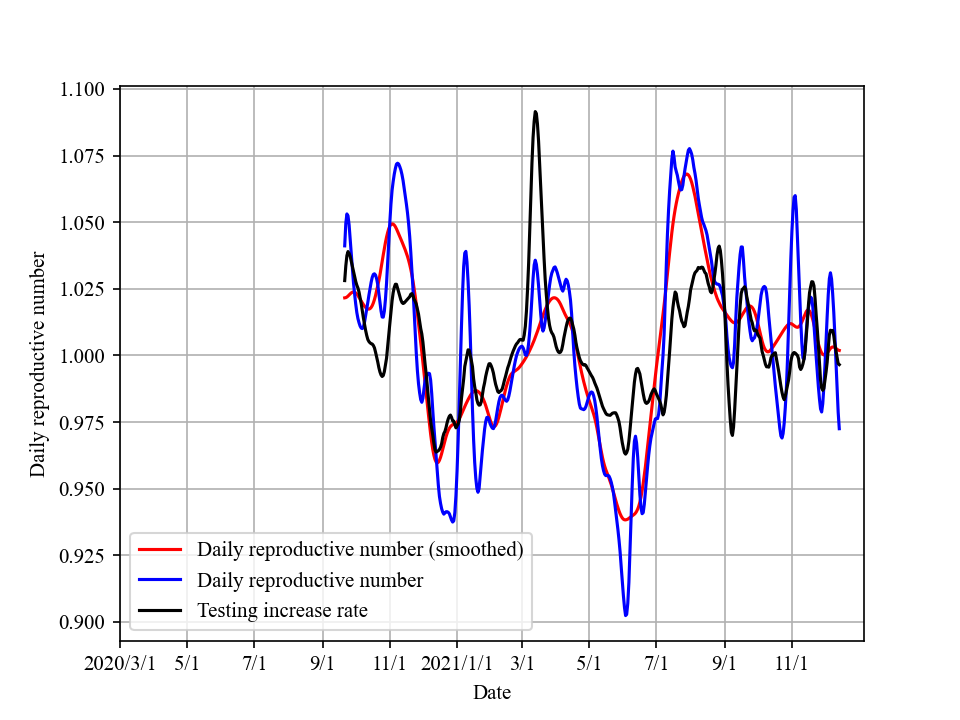 1.100
1.075
1.050
1.025
1.000
0.975
0.950
0.925
0.900
Daily reproductive number
Daily reproductive number (smoothed)
Daily reproductive number
Testing increase rate
2020/3/1 5/1 7/1 9/1 11/1 2021/1/1 3/1 5/1 7/1 9/1 11/1
Date